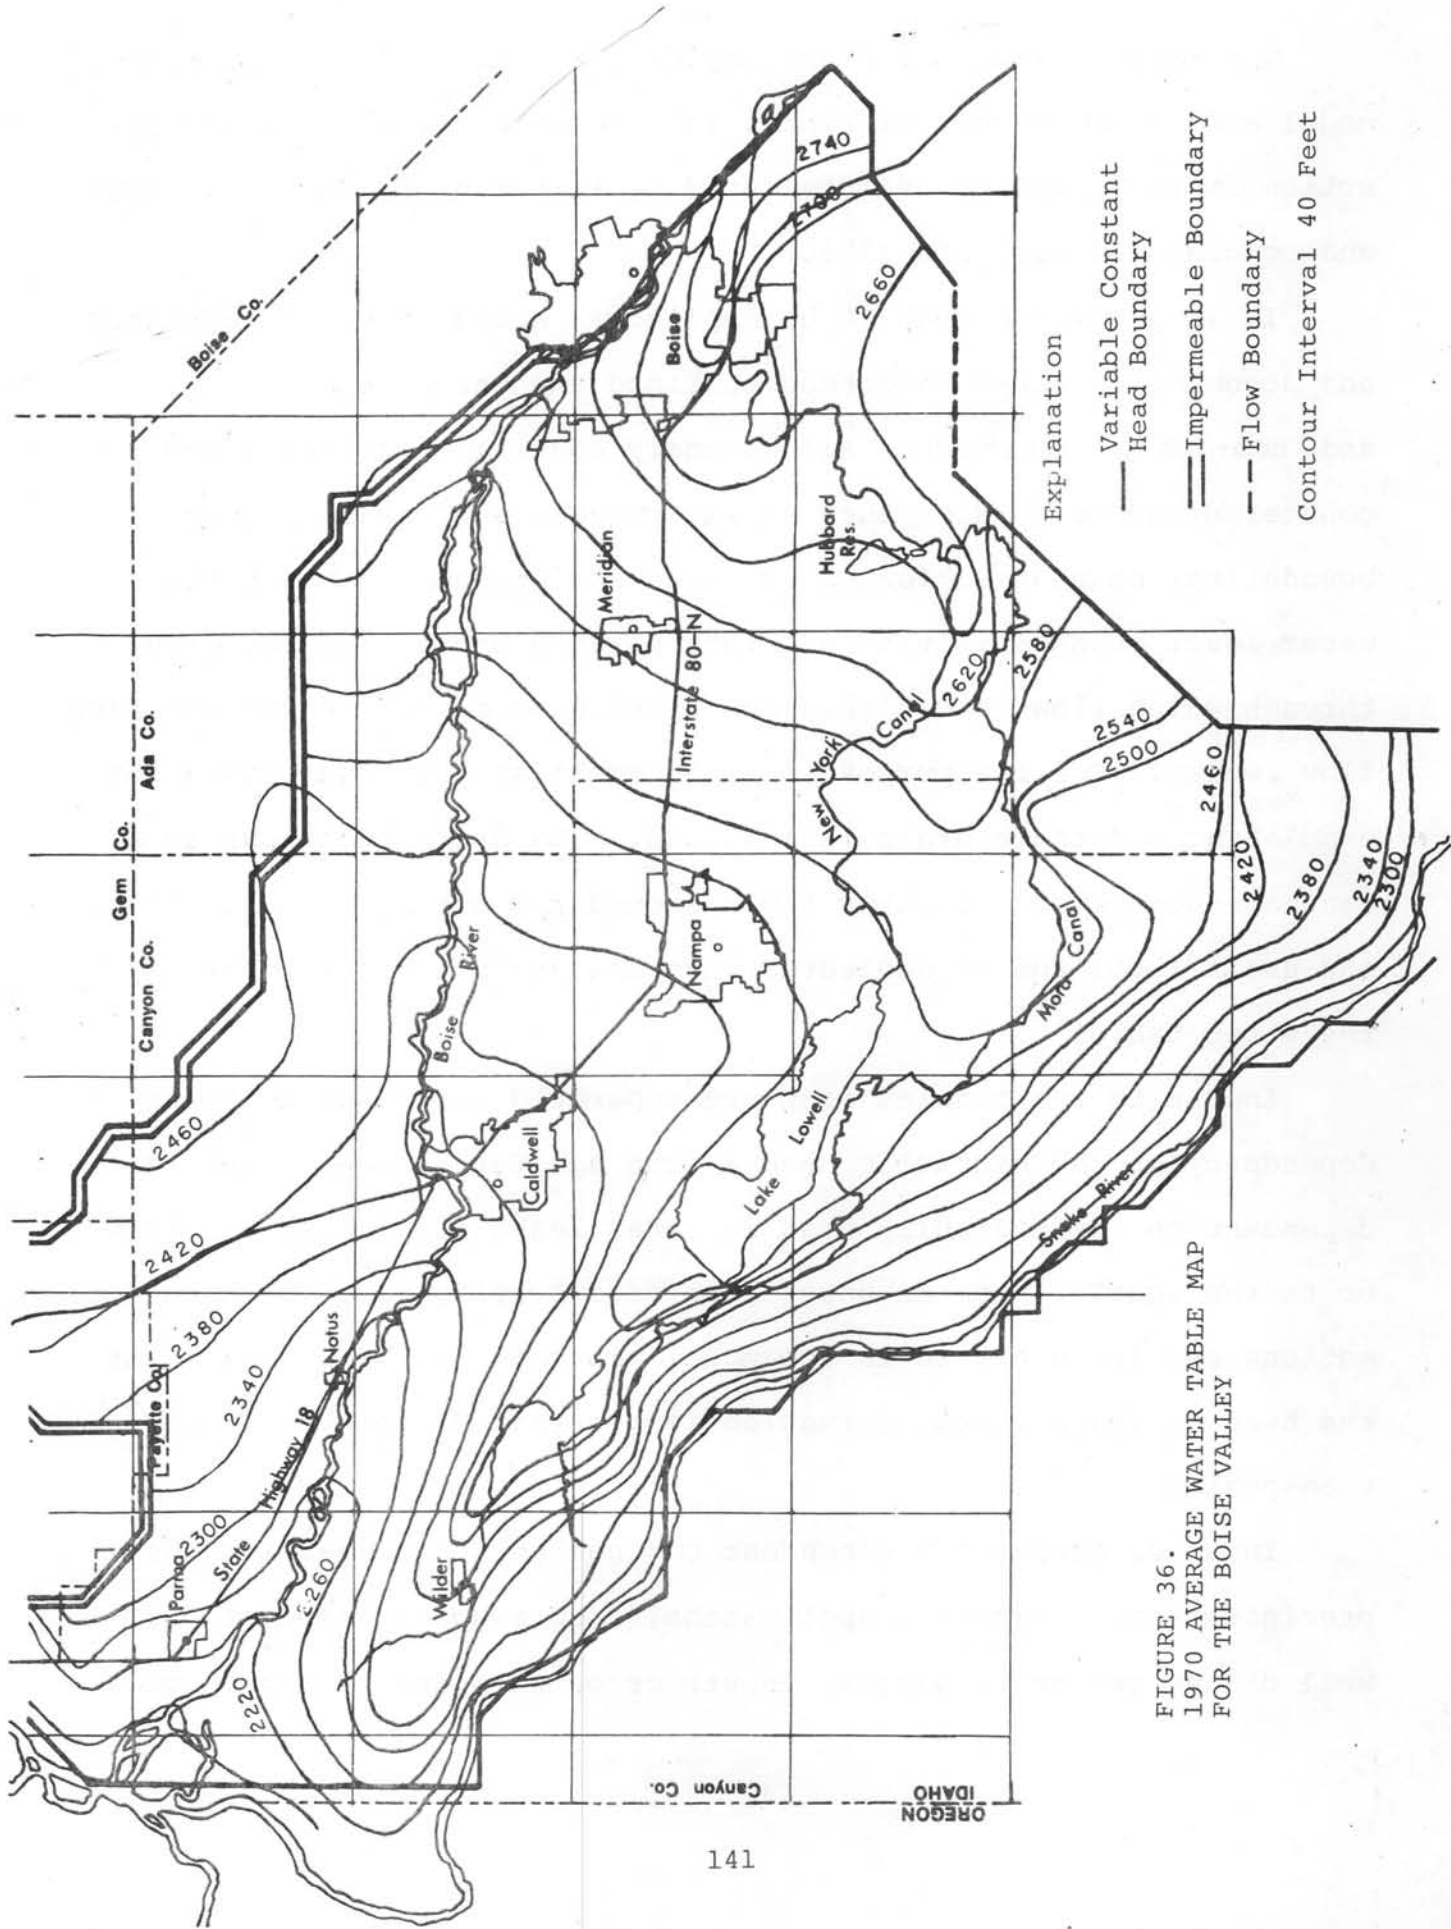 Boise Co.
Gem Co.
Canyon Co.
Ada Co.
Payette Co.
2460
2420
2380
2340
2300
2260
2220
State Highway 18
Parma
Notus
Wilder
Caldwell
Boise River
Nampa
Meridian
Interstate 80-N
Boise
2740
2700
2660
Hubbard Res.
New York Canal
2620
2580
2540
2500
2460
2420
2380
2340
2300
Mora Canal
Lake Lowell
Snake River
Canyon Co.
OREGON
IDAHO
Explanation
Variable Constant
Head Boundary
Impermeable Boundary
Flow Boundary
Contour Interval 40 Feet
FIGURE 36.
1970 AVERAGE WATER TABLE MAP
FOR THE BOISE VALLEY
141